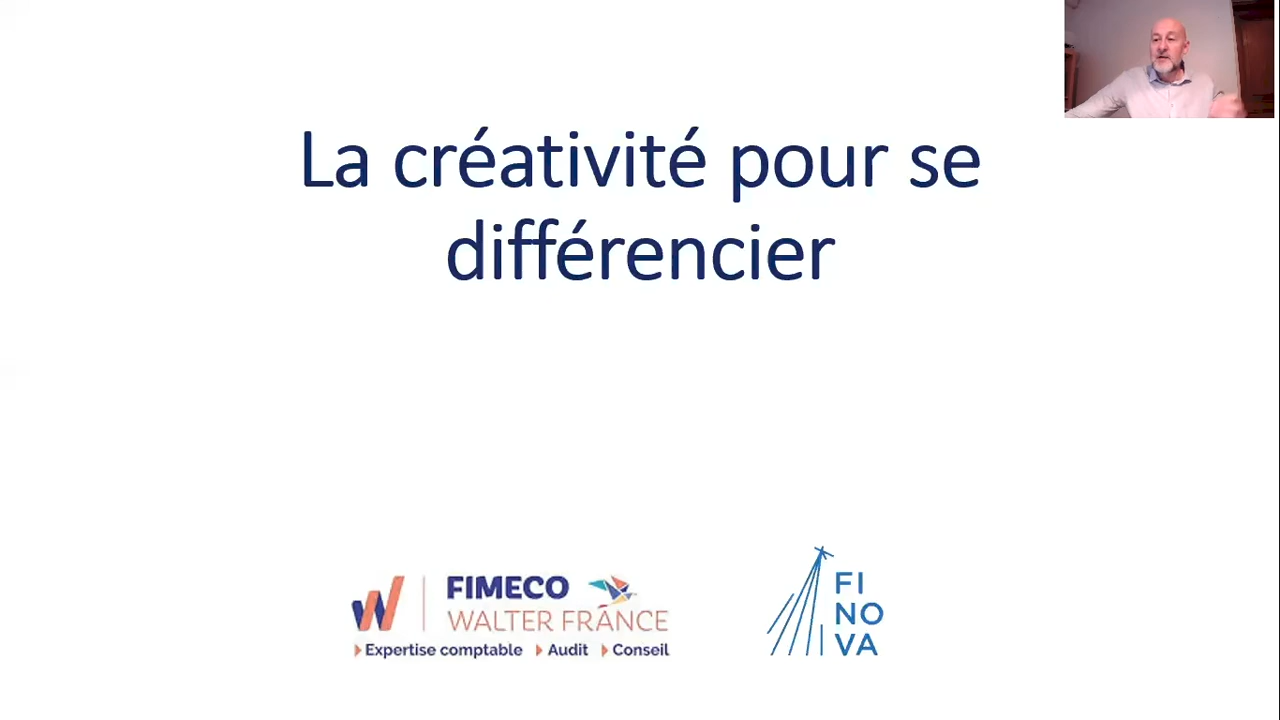 La créativité pour se
différencier
FIMECO
WALTER FRANCE
Expertise comptable Audit Conseil
FI
NO
VA